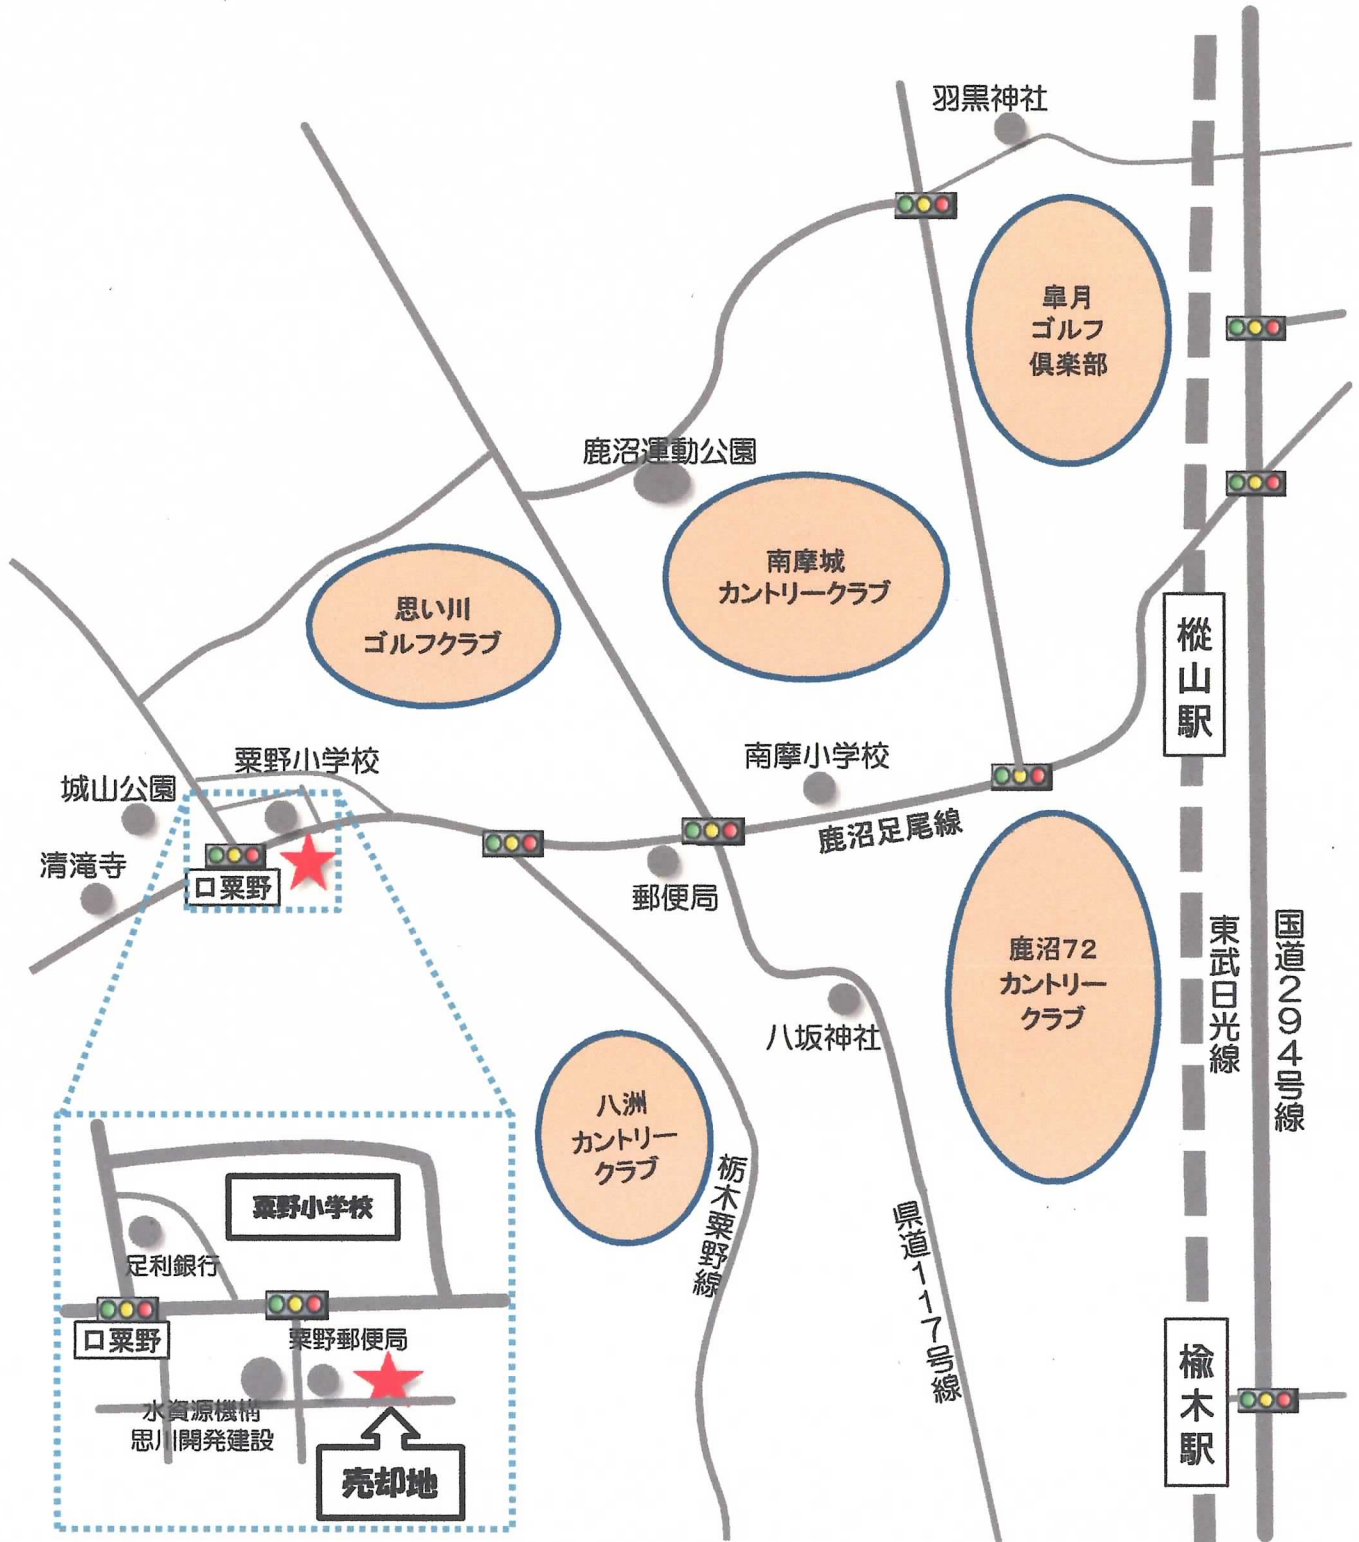 羽黒神社
皐月
ゴルフ
倶楽部
鹿沼運動公園
南摩城
カントリークラブ
思い川
ゴルフクラブ
樅山駅
粟野小学校
南摩小学校
城山公園
鹿沼足尾線
清滝寺
口粟野
郵便局
鹿沼72
カントリー
クラブ
東武日光線
国道294号線
八坂神社
八洲
カントリー
クラブ
栃木粟野線
県道117号線
粟野小学校
足利銀行
口粟野
粟野郵便局
水資源機構
思川開発建設
売却地
楡木駅